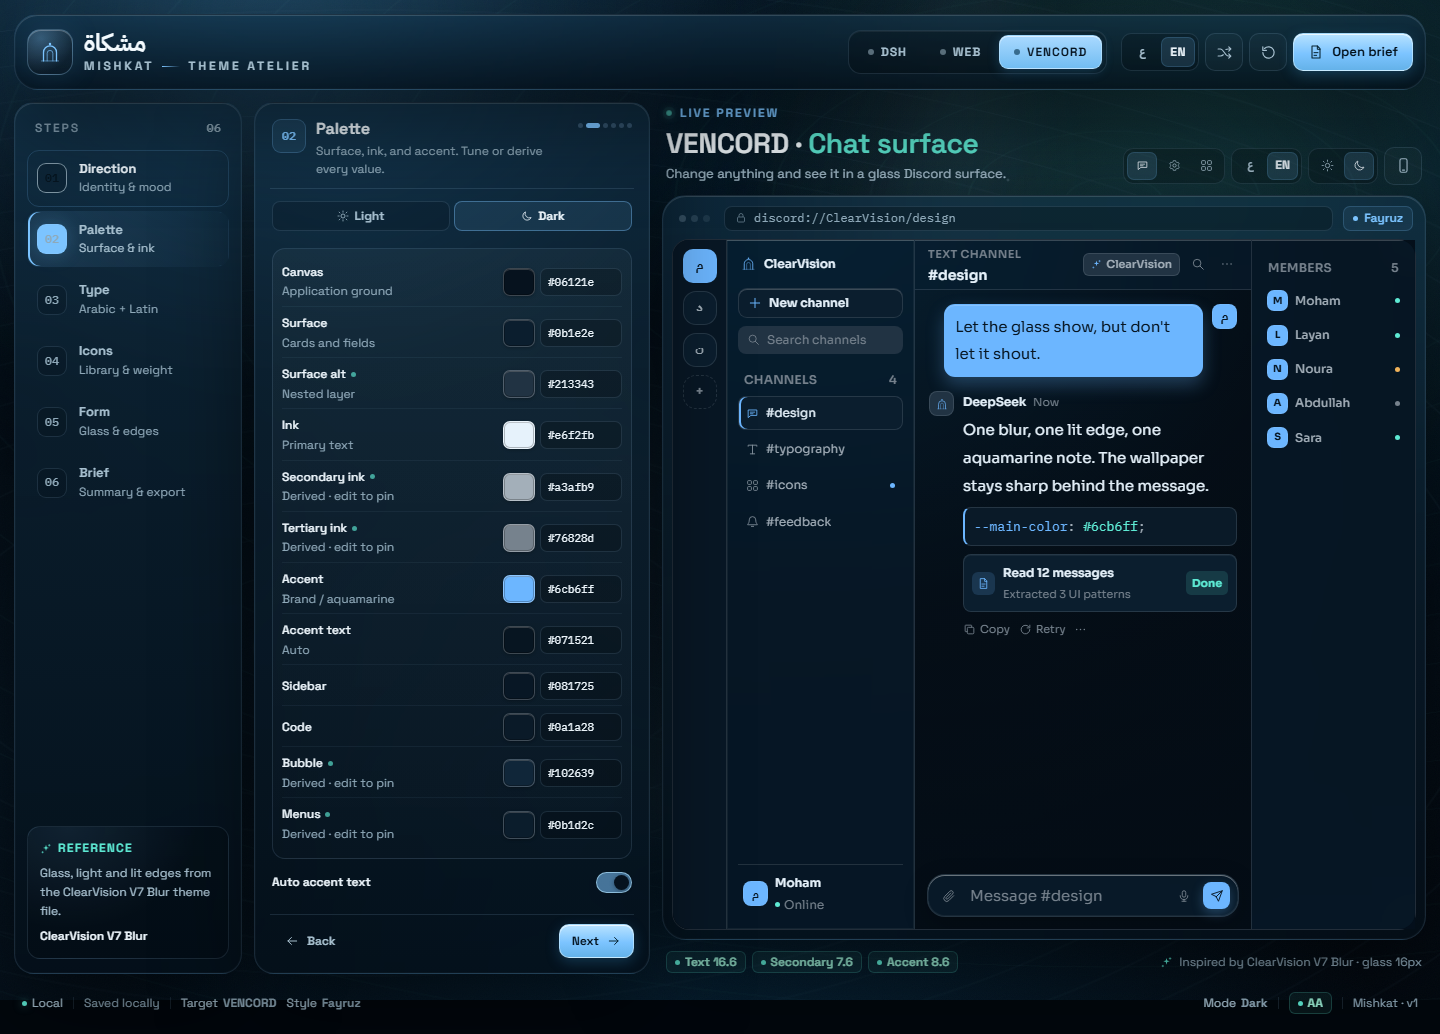 مشكاة
MISHKAT — THEME ATELIER
DSH
WEB
VENCORD
ع
EN
Open brief
STEPS
06
01
Direction
Identity & mood
02
Palette
Surface & ink
03
Type
Arabic + Latin
04
Icons
Library & weight
05
Form
Glass & edges
06
Brief
Summary & export
REFERENCE
Glass, light and lit edges from
the ClearVision V7 Blur theme
file.
ClearVision V7 Blur
02
Palette
Surface, ink, and accent. Tune or derive
every value.
Light
Dark
Canvas
Application ground
#06121e
Surface
Cards and fields
#0b1e2e
Surface alt
Nested layer
#213343
Ink
Primary text
#e6f2fb
Secondary ink
Derived · edit to pin
#a3afb9
Tertiary ink
Derived · edit to pin
#76828d
Accent
Brand / aquamarine
#6cb6ff
Accent text
Auto
#071521
Sidebar
#081725
Code
#0a1a28
Bubble
Derived · edit to pin
#102639
Menus
Derived · edit to pin
#0b1d2c
Auto accent text
Back
Next
LIVE PREVIEW
VENCORD · Chat surface
Change anything and see it in a glass Discord surface.
ع
EN
discord://ClearVision/design
Fayruz
م
د
ت
+
ClearVision
New channel
Search channels
CHANNELS
4
#design
#typography
#icons
#feedback
م
Moham
Online
TEXT CHANNEL
#design
ClearVision
Let the glass show, but don't
let it shout.
م
DeepSeek Now
One blur, one lit edge, one
aquamarine note. The wallpaper
stays sharp behind the message.
--main-color: #6cb6ff;
Read 12 messages
Extracted 3 UI patterns
Done
Copy
Retry
Message #design
MEMBERS
5
M
Moham
L
Layan
N
Noura
A
Abdullah
S
Sara
Text 16.6
Secondary 7.6
Accent 8.6
Inspired by ClearVision V7 Blur · glass 16px
Local
Saved locally
Target VENCORD
Style Fayruz
Mode Dark
AA
Mishkat · v1